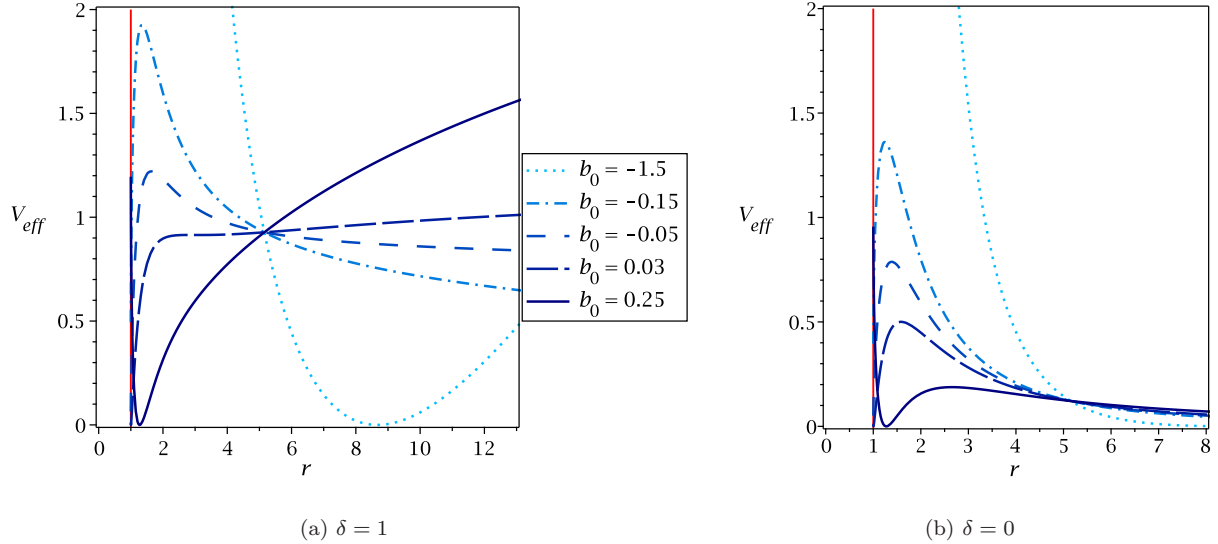 2
1.5
V_eff 1
0.5
0
0 2 4 6 8 10 12
r
b_0 = −1.5
b_0 = −0.15
b_0 = −0.05
b_0 = 0.03
b_0 = 0.25
2
1.5
V_eff 1
0.5
0
0 1 2 3 4 5 6 7 8
r
(a) δ = 1
(b) δ = 0